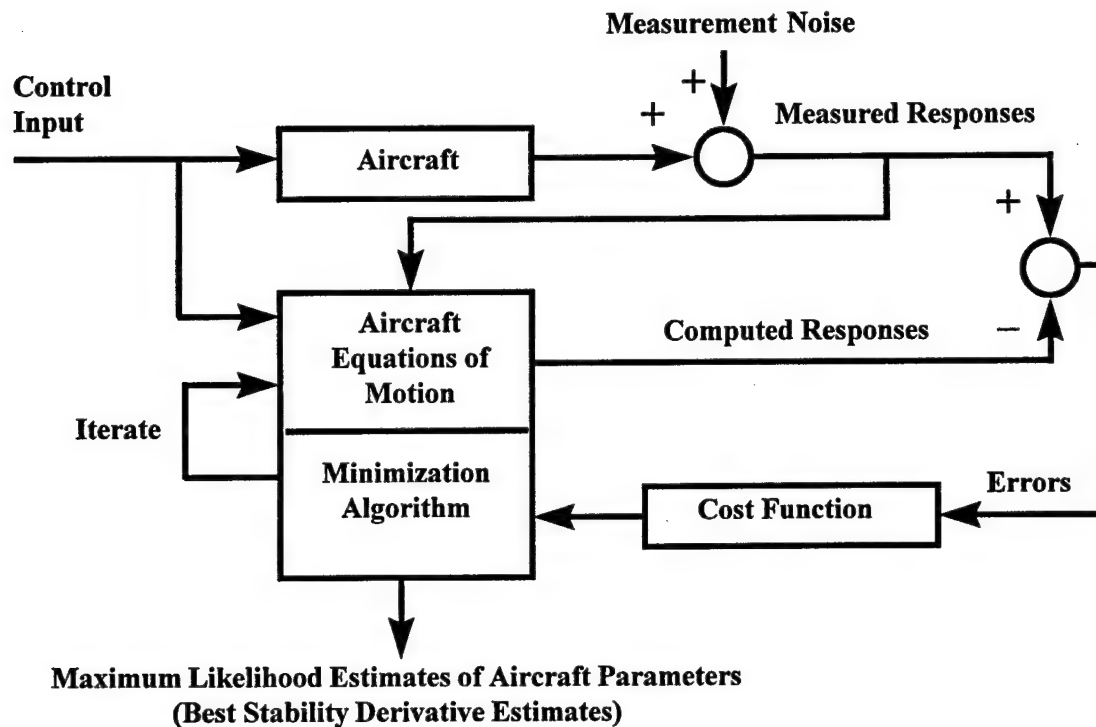 Measurement Noise
Control
Input
+
+
Measured Responses
Aircraft
+
Aircraft
Equations of
Motion
Computed Responses
−
Iterate
Minimization
Algorithm
Cost Function
Errors
Maximum Likelihood Estimates of Aircraft Parameters
(Best Stability Derivative Estimates)